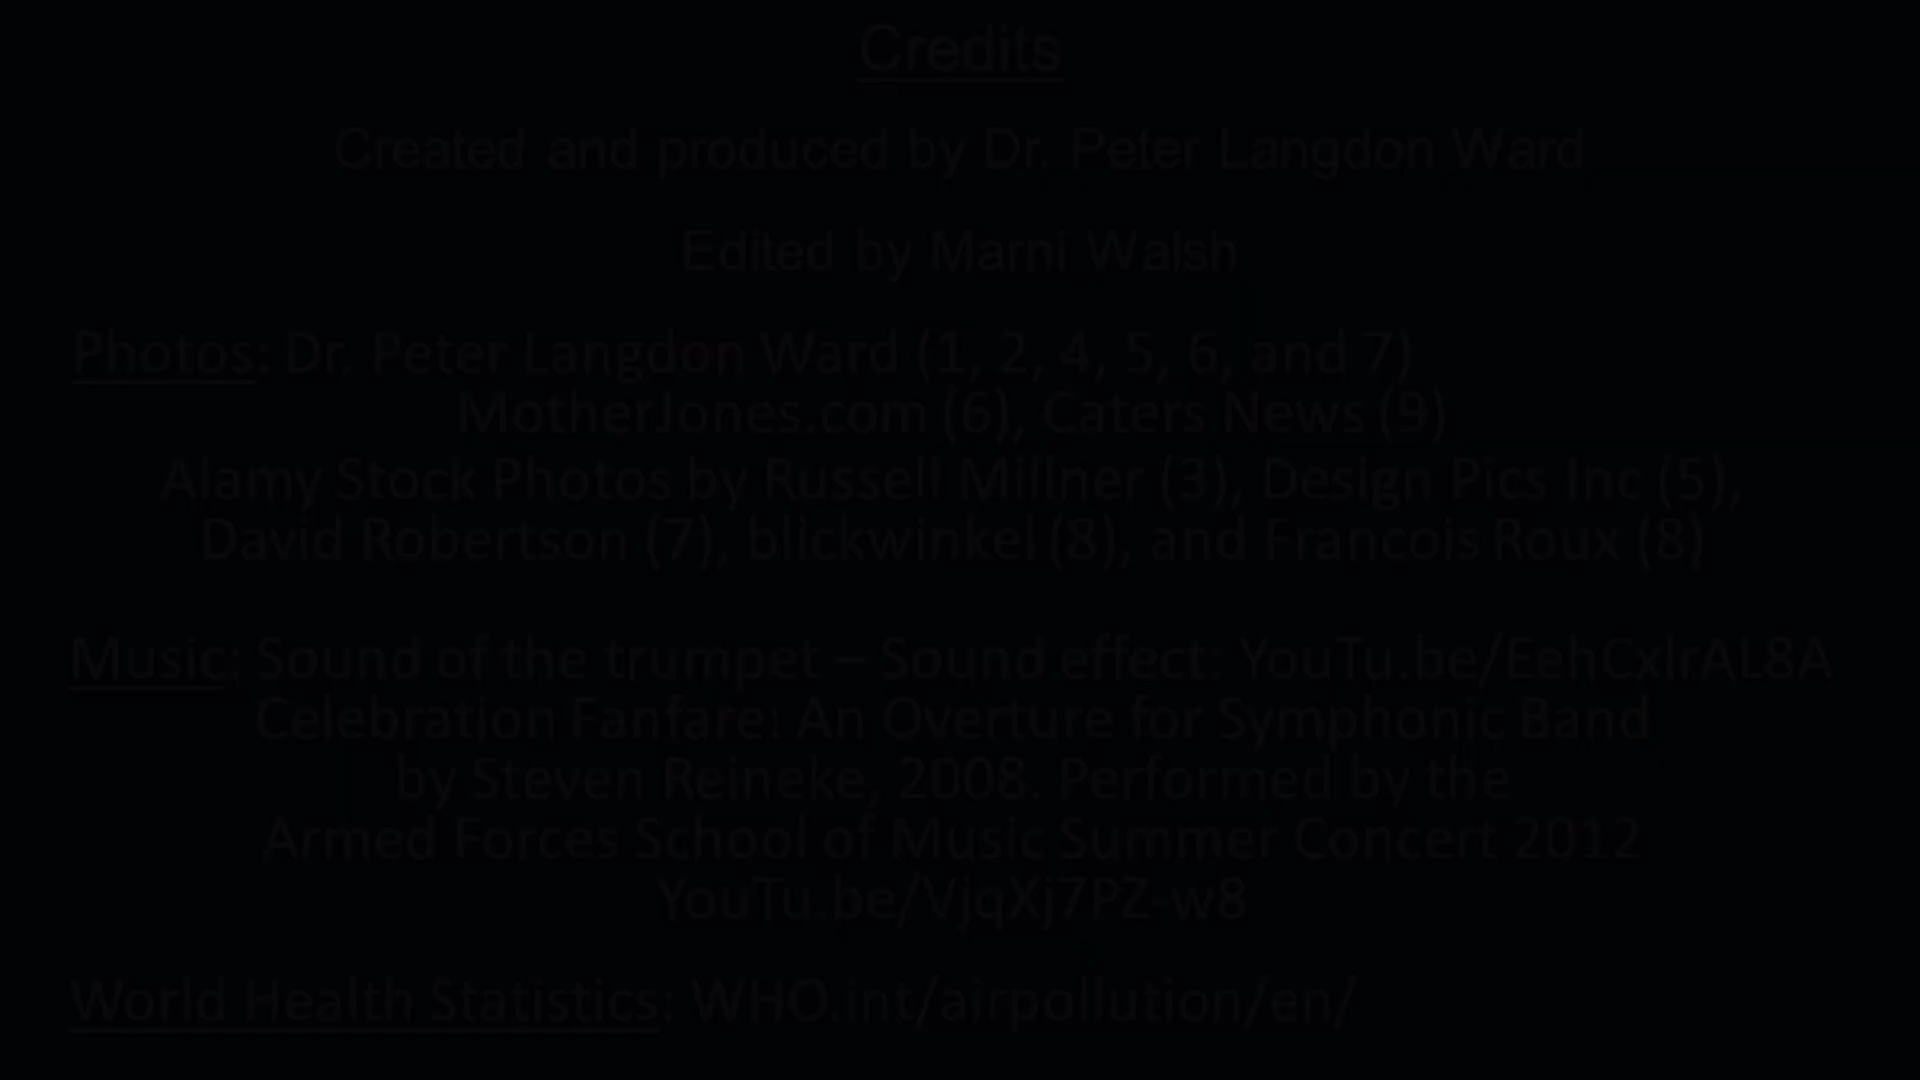 Credits
Created and produced by Dr. Peter Langdon Ward
Edited by Marni Walsh
Photos: Dr. Peter Langdon Ward (1, 2, 4, 5, 6, and 7)
MotherJones.com (6), Caters News (9)
Alamy Stock Photos by Russell Millner (3), Design Pics Inc (5),
David Robertson (7), blickwinkel (8), and Francois Roux (8)
Music: Sound of the trumpet – Sound effect: YouTu.be/EehCxlrAL8A
Celebration Fanfare: An Overture for Symphonic Band
by Steven Reineke, 2008. Performed by the
Armed Forces School of Music Summer Concert 2012
YouTu.be/VjqXj7PZ-w8
World Health Statistics: WHO.int/airpollution/en/